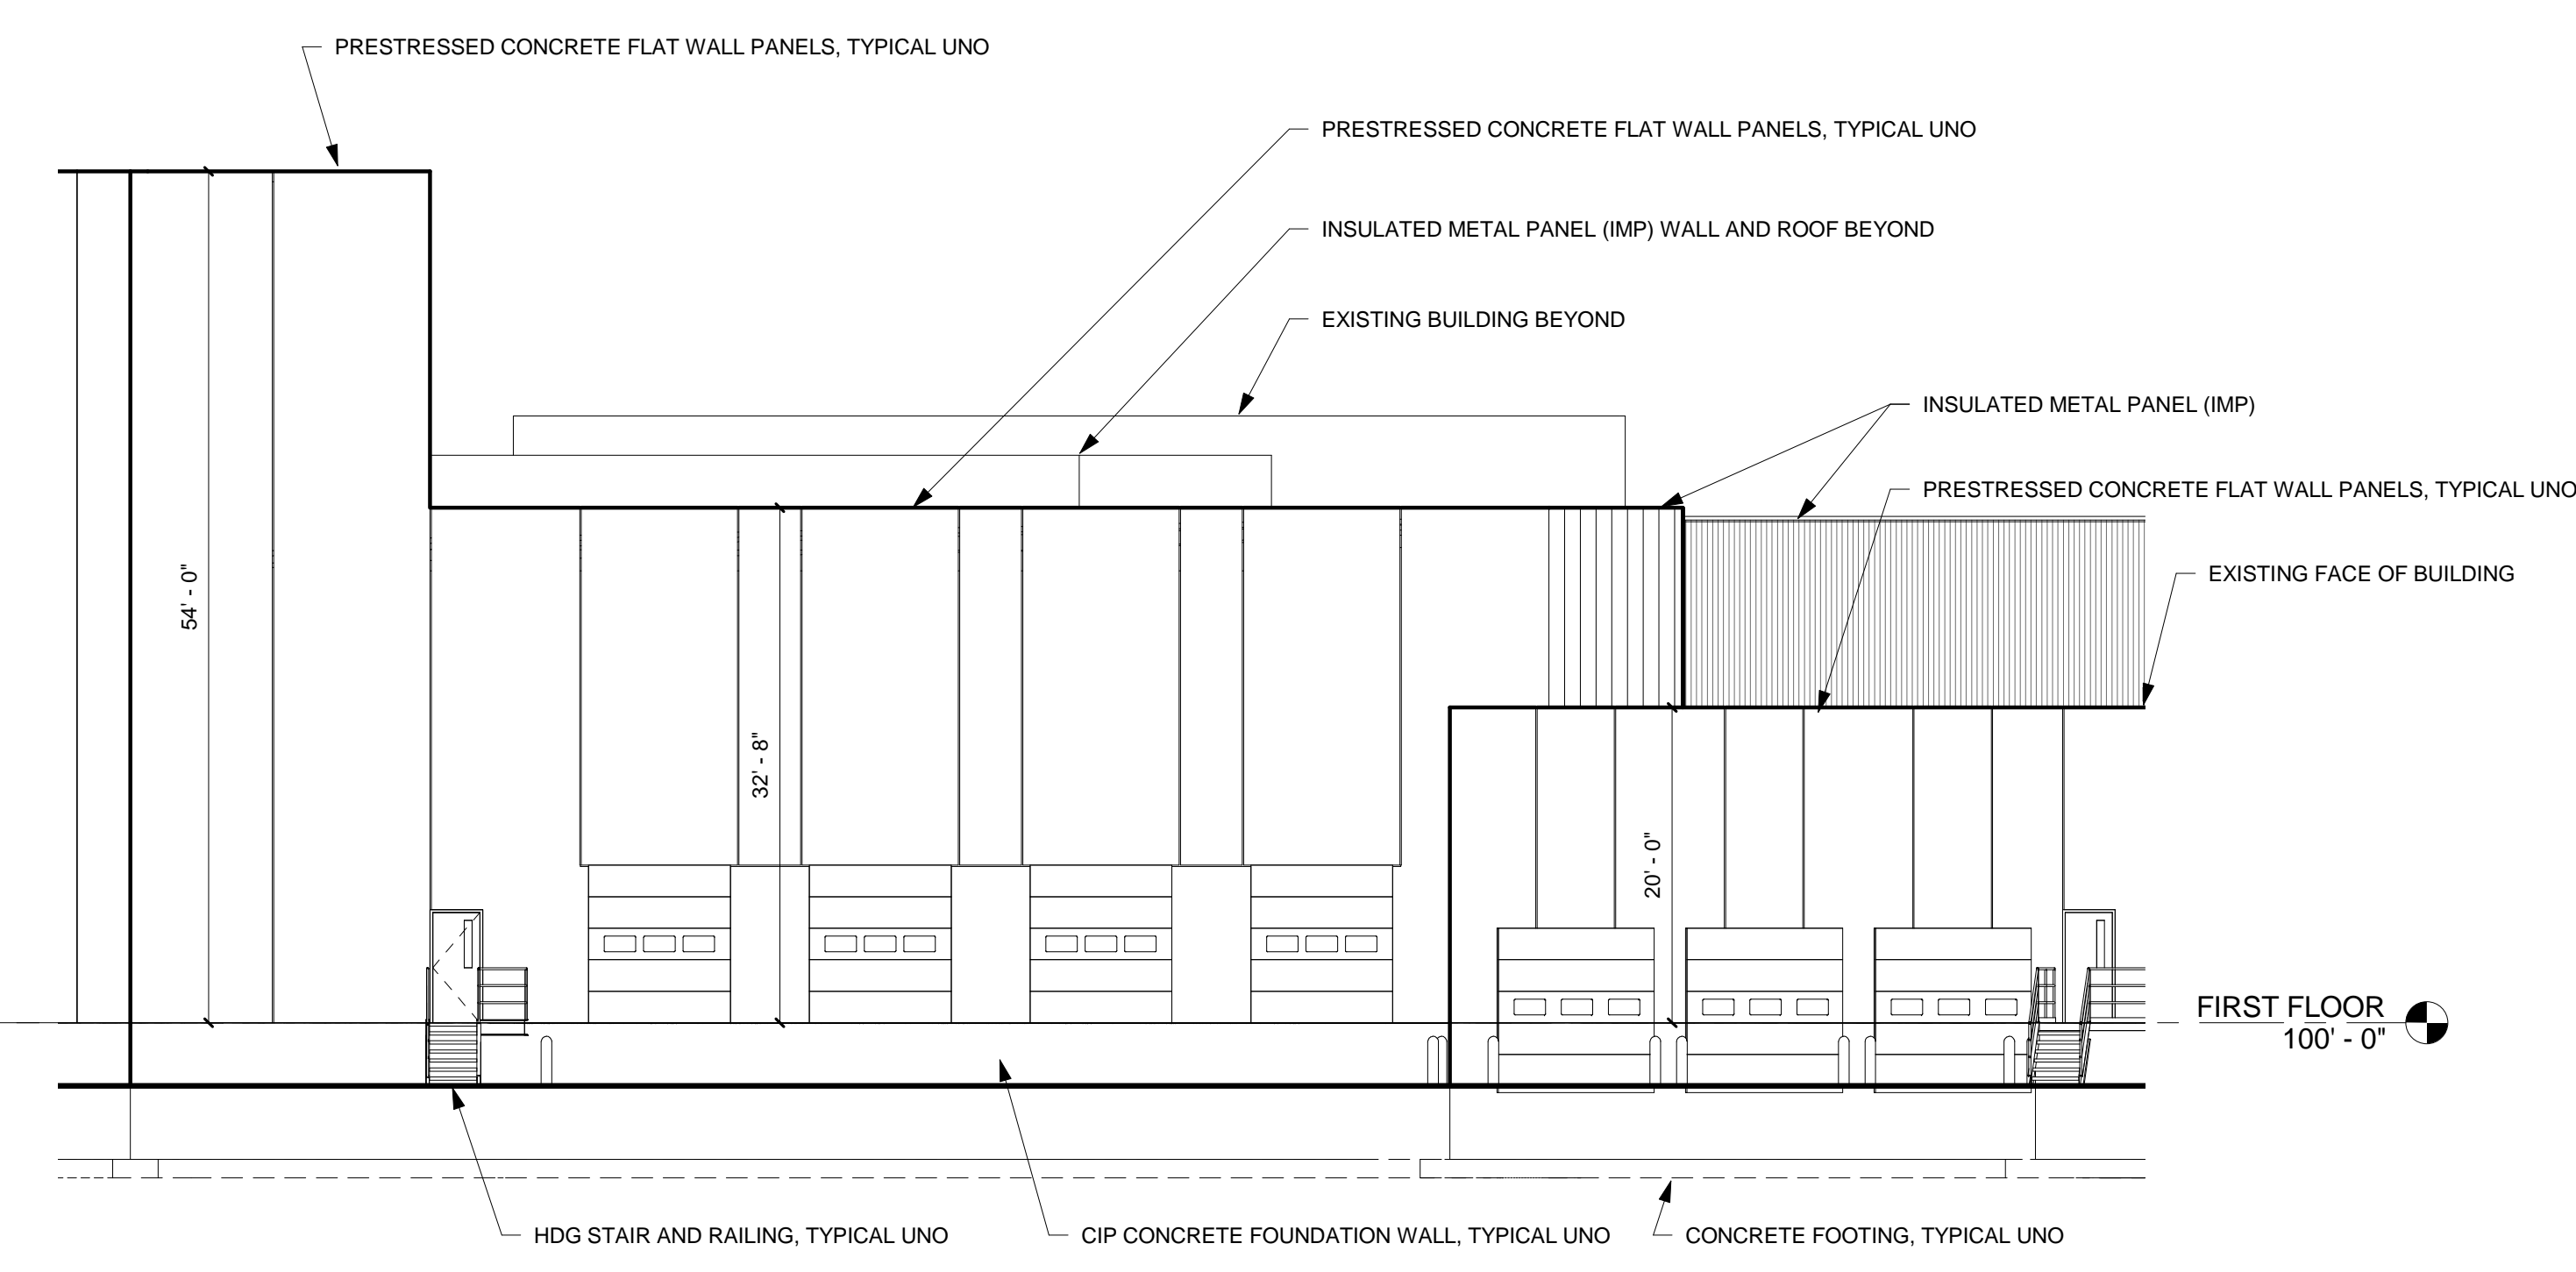 PRESTRESSED CONCRETE FLAT WALL PANELS, TYPICAL UNO
PRESTRESSED CONCRETE FLAT WALL PANELS, TYPICAL UNO
INSULATED METAL PANEL (IMP) WALL AND ROOF BEYOND
EXISTING BUILDING BEYOND
INSULATED METAL PANEL (IMP)
PRESTRESSED CONCRETE FLAT WALL PANELS, TYPICAL UNO
EXISTING FACE OF BUILDING
54' - 0"
32' - 8"
20' - 0"
FIRST FLOOR
100' - 0"
HDG STAIR AND RAILING, TYPICAL UNO
CIP CONCRETE FOUNDATION WALL, TYPICAL UNO
CONCRETE FOOTING, TYPICAL UNO